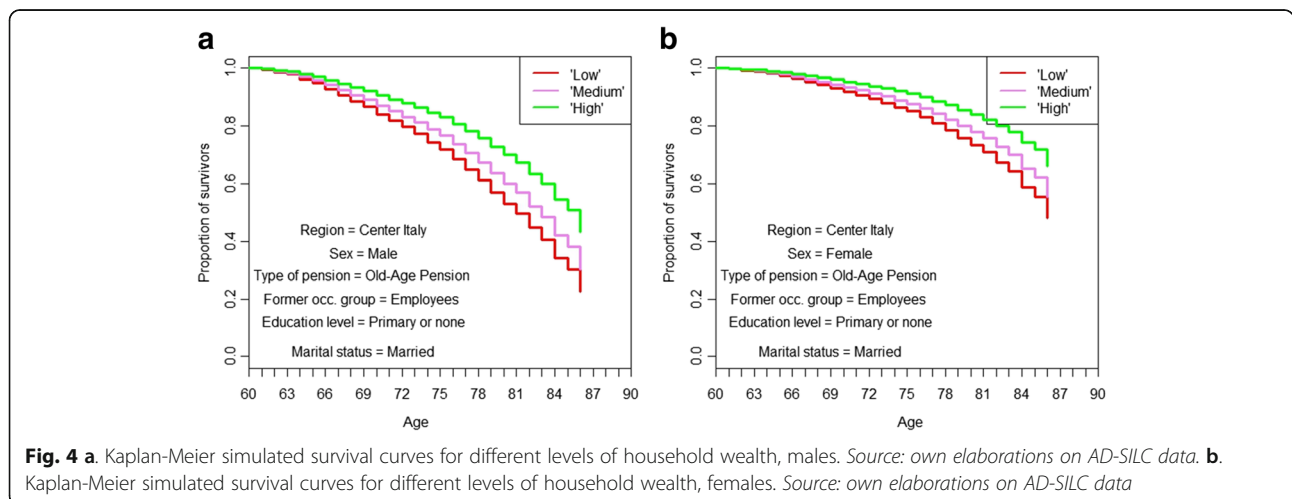 a
b
'Low'
'Medium'
'High'
Proportion of survivors
1.0
0.8
0.6
0.4
0.2
0.0
Region = Center Italy
Sex = Male
Type of pension = Old-Age Pension
Former occ. group = Employees
Education level = Primary or none
Marital status = Married
60 63 66 69 72 75 78 81 84 87 90
Age
'Low'
'Medium'
'High'
Proportion of survivors
1.0
0.8
0.6
0.4
0.2
0.0
Region = Center Italy
Sex = Female
Type of pension = Old-Age Pension
Former occ. group = Employees
Education level = Primary or none
Marital status = Married
60 63 66 69 72 75 78 81 84 87 90
Age
Fig. 4 a. Kaplan-Meier simulated survival curves for different levels of household wealth, males. Source: own elaborations on AD-SILC data. b.
Kaplan-Meier simulated survival curves for different levels of household wealth, females. Source: own elaborations on AD-SILC data